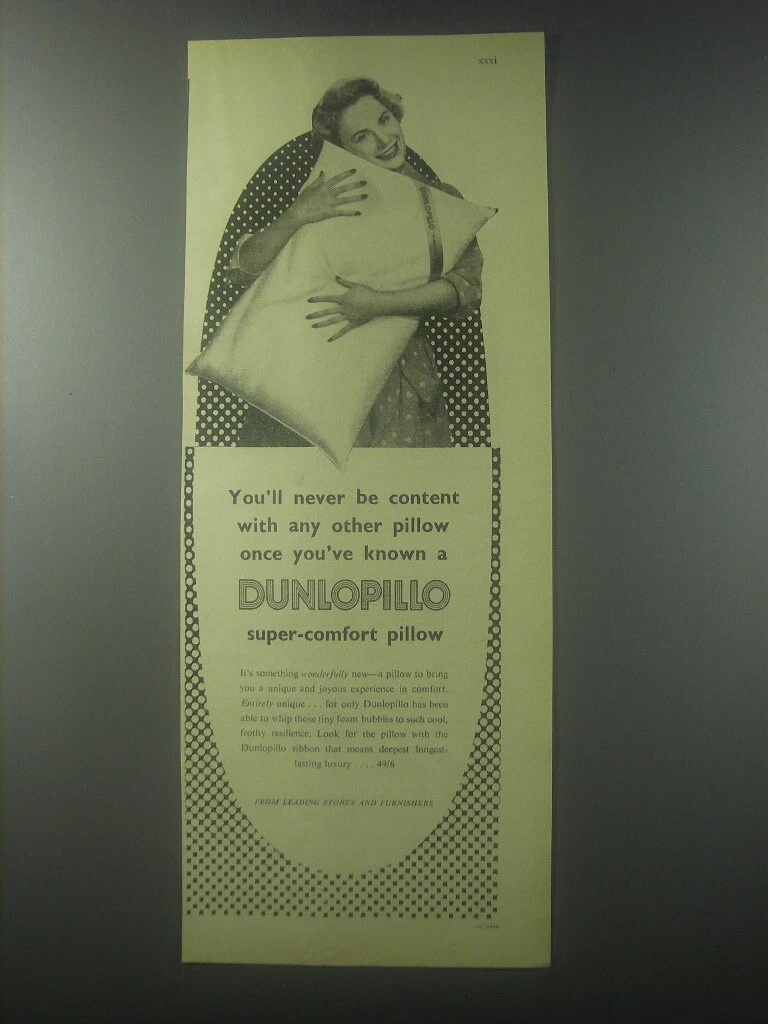 xxxi
DUNLOPILLO
You'll never be content
with any other pillow
once you've known a
DUNLOPILLO
super-comfort pillow
It's something wonderfully new—a pillow to bring
you a unique and joyous experience in comfort.
Entirely unique . . . for only Dunlopillo has been
able to whip those tiny foam bubbles to such cool,
frothy resilience. Look for the pillow with the
Dunlopillo ribbon that means deepest longest-
lasting luxury . . . . 49/6
FROM LEADING STORES AND FURNISHERS